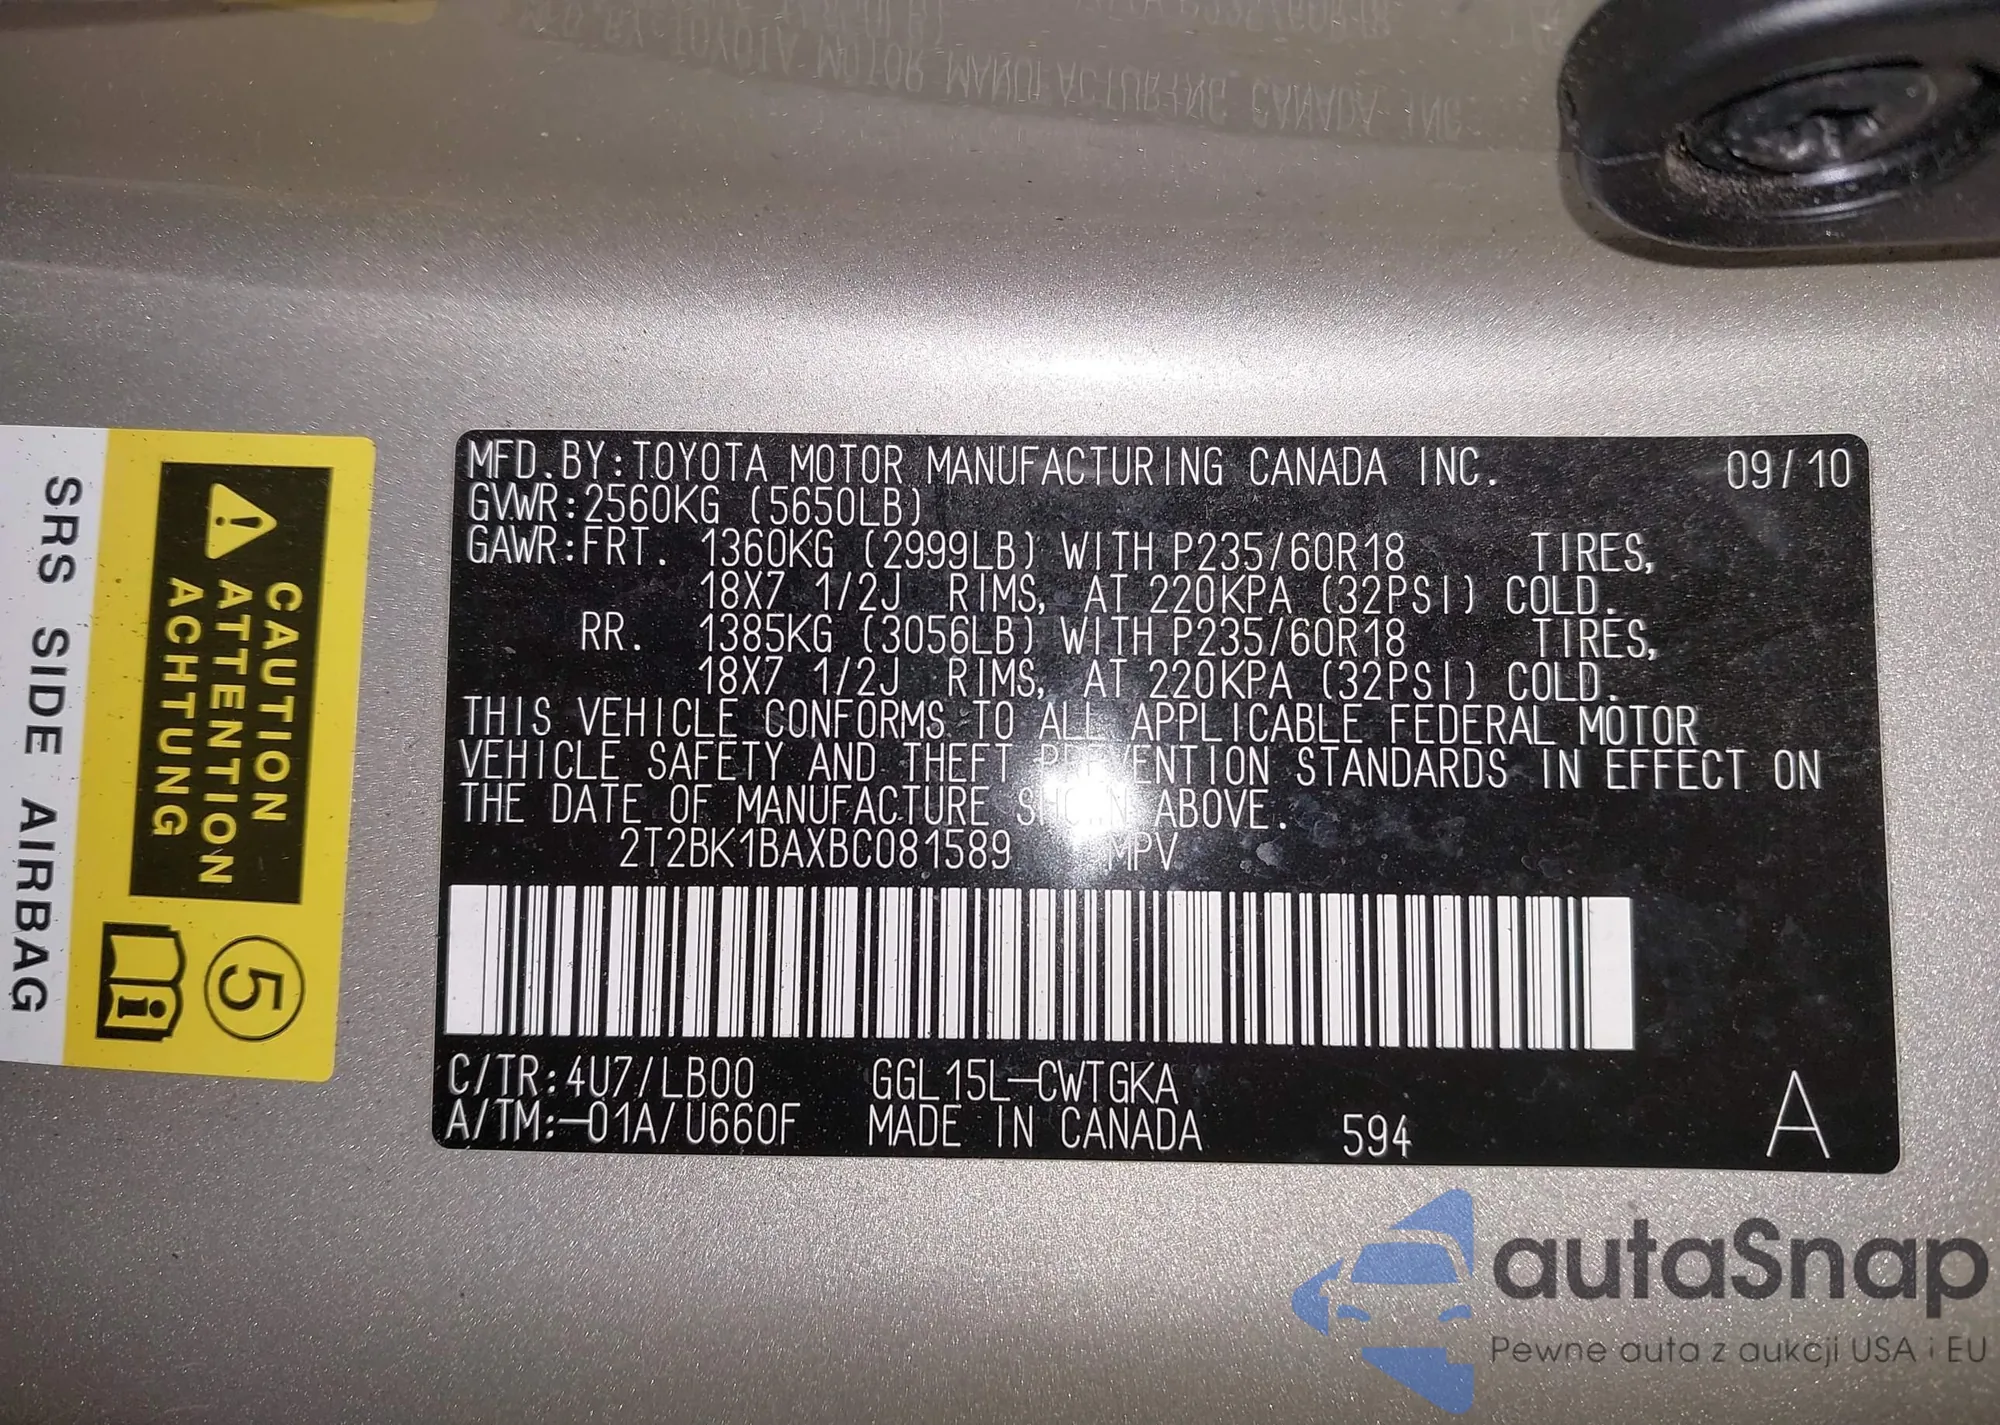 MFD.BY:TOYOTA MOTOR MANUFACTURING CANADA INC. 09/10
GVWR:2560KG (5650LB)
GAWR:FRT. 1360KG (2999LB) WITH P235/60R18 TIRES,
18X7 1/2J RIMS, AT 220KPA (32PSI) COLD.
RR. 1385KG (3056LB) WITH P235/60R18 TIRES,
18X7 1/2J RIMS, AT 220KPA (32PSI) COLD.
THIS VEHICLE CONFORMS TO ALL APPLICABLE FEDERAL MOTOR
VEHICLE SAFETY AND THEFT PREVENTION STANDARDS IN EFFECT ON
THE DATE OF MANUFACTURE SHOWN ABOVE.
2T2BK1BAXBC081589 MPV
C/TR:4U7/LB00 GGL15L-CWTGKA
A/TM:-01A/U660F MADE IN CANADA 594 A
CAUTION
ATTENTION
ACHTUNG
5
SRS SIDE AIRBAG
autaSnap
Pewne auta z aukcji USA i EU